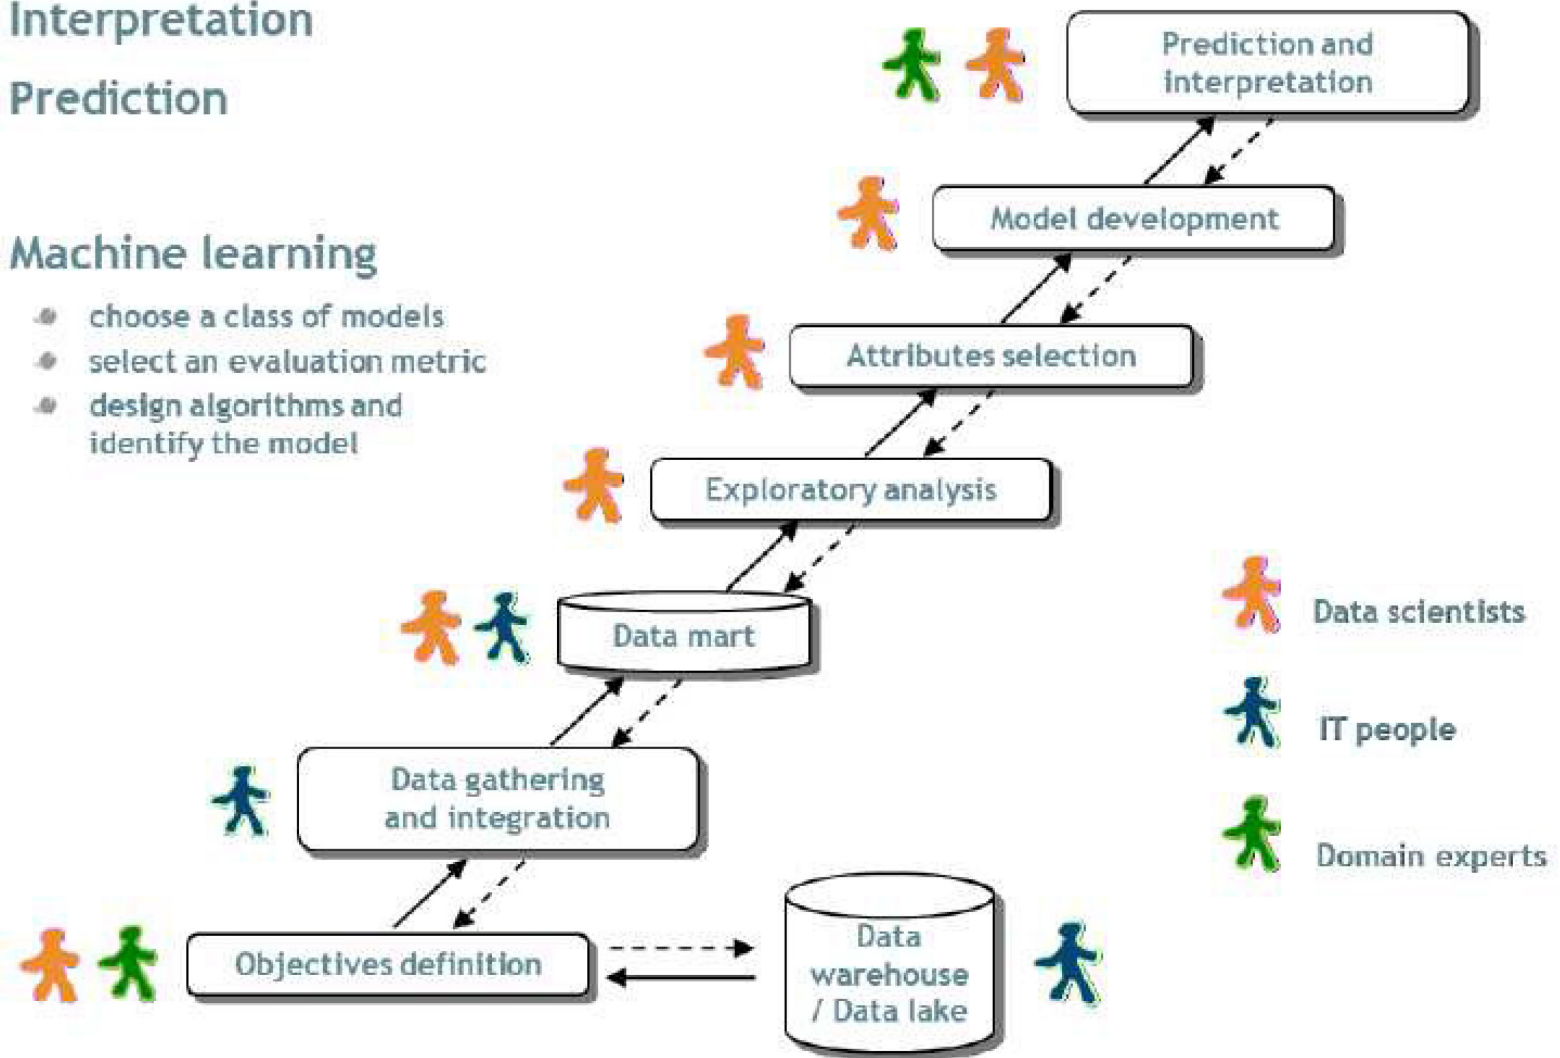 Interpretation
Prediction
Machine learning
choose a class of models
select an evaluation metric
design algorithms and
identify the model
Prediction and
interpretation
Model development
Attributes selection
Exploratory analysis
Data mart
Data gathering
and integration
Objectives definition
Data
warehouse
/ Data lake
Data scientists
IT people
Domain experts